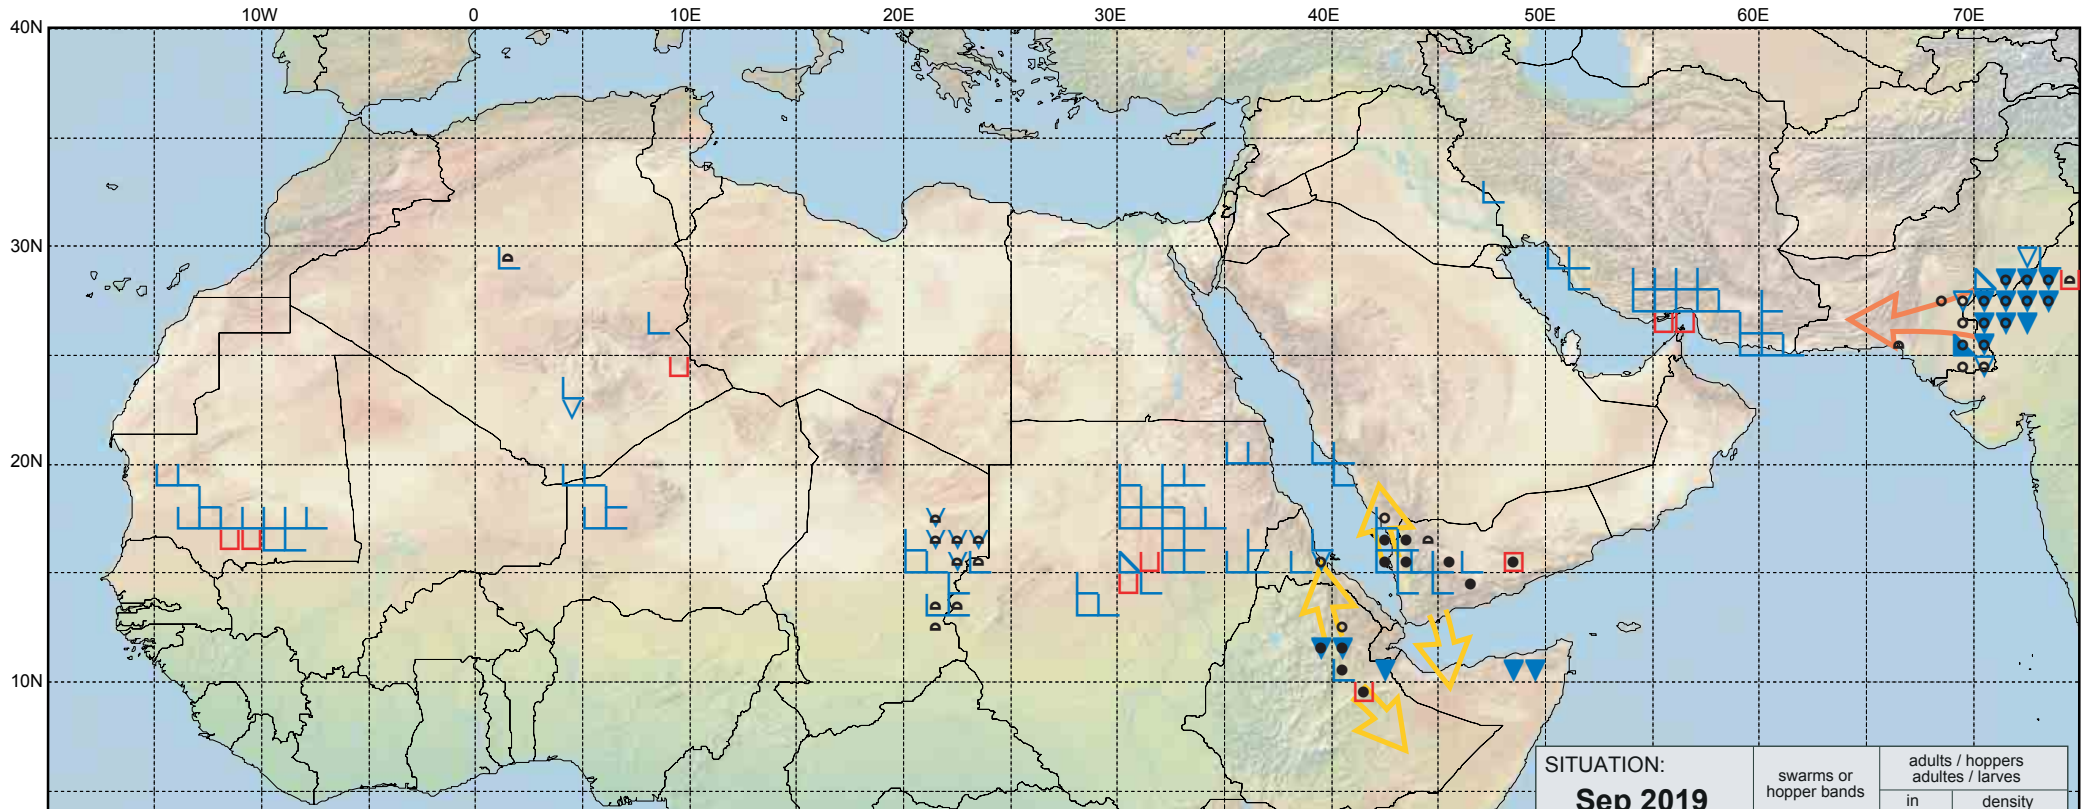 10W 0 10E 20E 30E 40E 50E 60E 70E
40N
30N
20N
10N
SITUATION:
Sep 2019
swarms or
hopper bands
adults / hoppers
adultes / larves
in
density